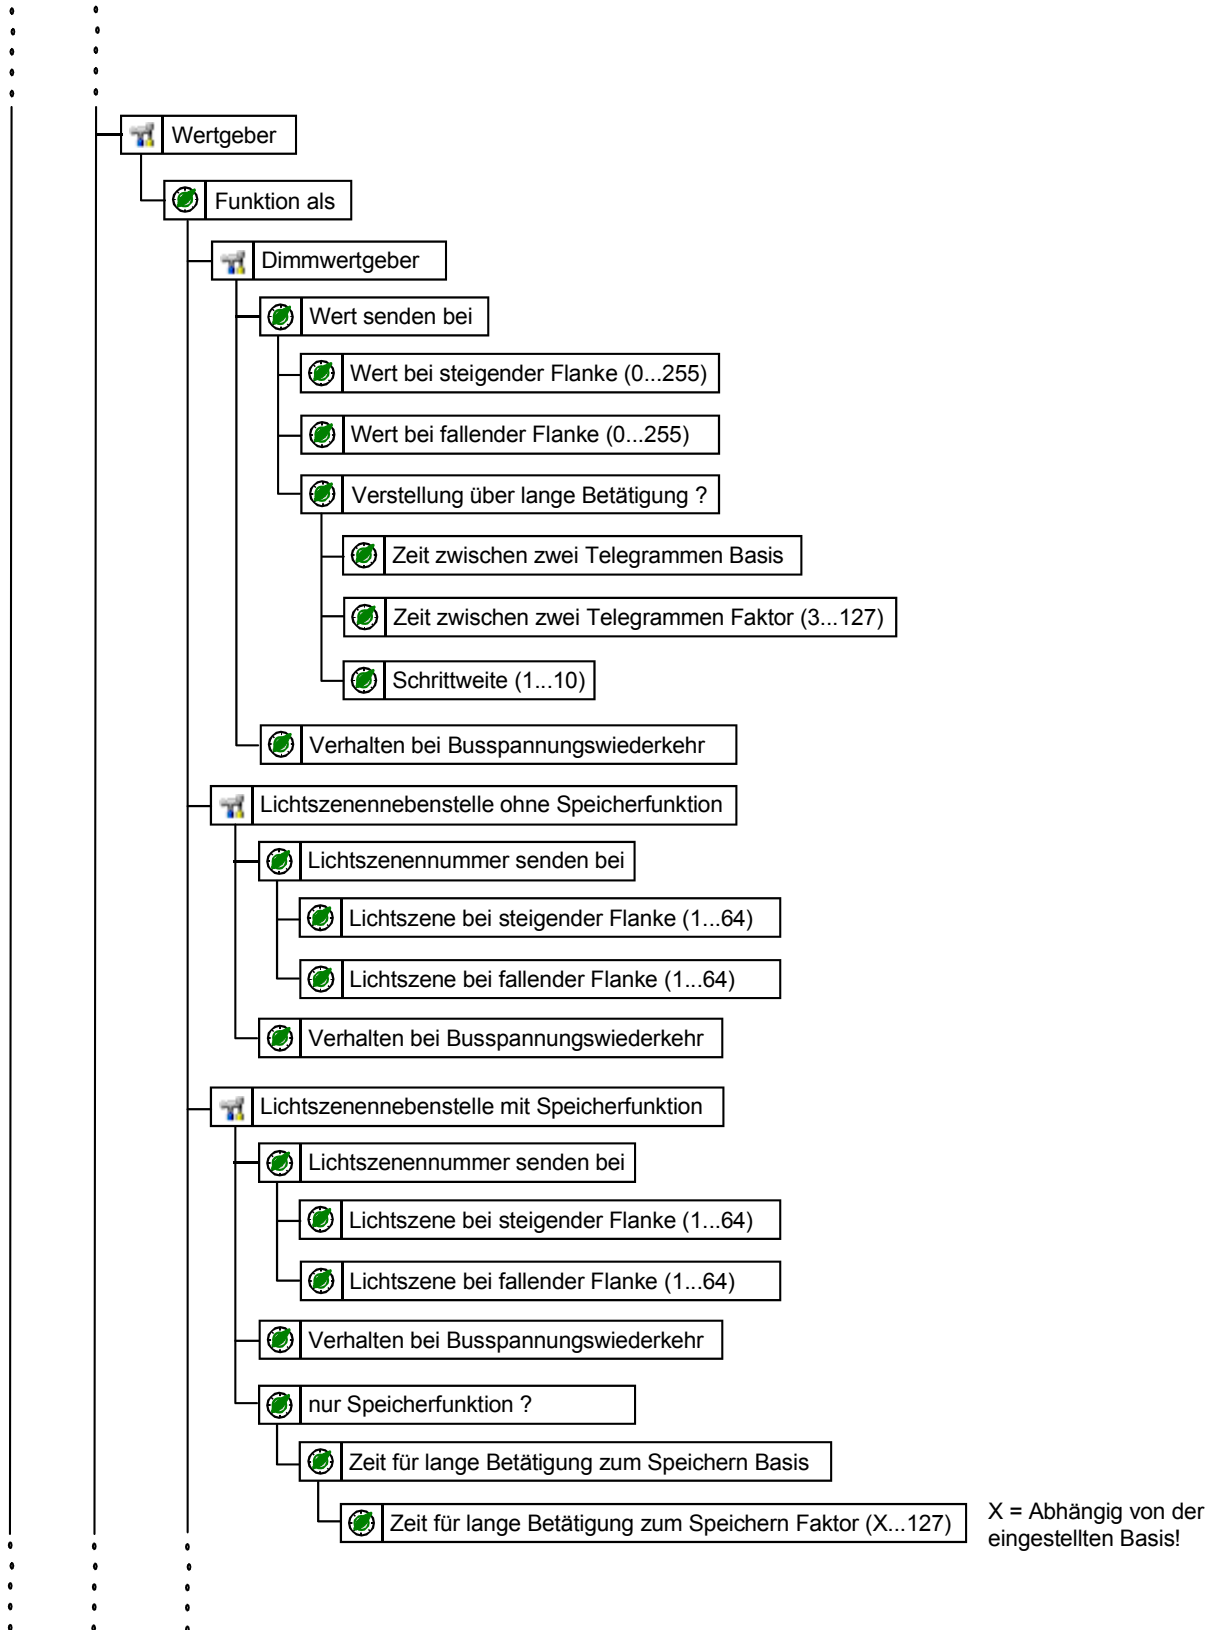 Wertgeber
Funktion als
Dimmwertgeber
Wert senden bei
Wert bei steigender Flanke (0...255)
Wert bei fallender Flanke (0...255)
Verstellung über lange Betätigung ?
Zeit zwischen zwei Telegrammen Basis
Zeit zwischen zwei Telegrammen Faktor (3...127)
Schrittweite (1...10)
Verhalten bei Busspannungswiederkehr
Lichtszenennebenstelle ohne Speicherfunktion
Lichtszenennummer senden bei
Lichtszene bei steigender Flanke (1...64)
Lichtszene bei fallender Flanke (1...64)
Verhalten bei Busspannungswiederkehr
Lichtszenennebenstelle mit Speicherfunktion
Lichtszenennummer senden bei
Lichtszene bei steigender Flanke (1...64)
Lichtszene bei fallender Flanke (1...64)
Verhalten bei Busspannungswiederkehr
nur Speicherfunktion ?
Zeit für lange Betätigung zum Speichern Basis
Zeit für lange Betätigung zum Speichern Faktor (X...127)
X = Abhängig von der
eingestellten Basis!